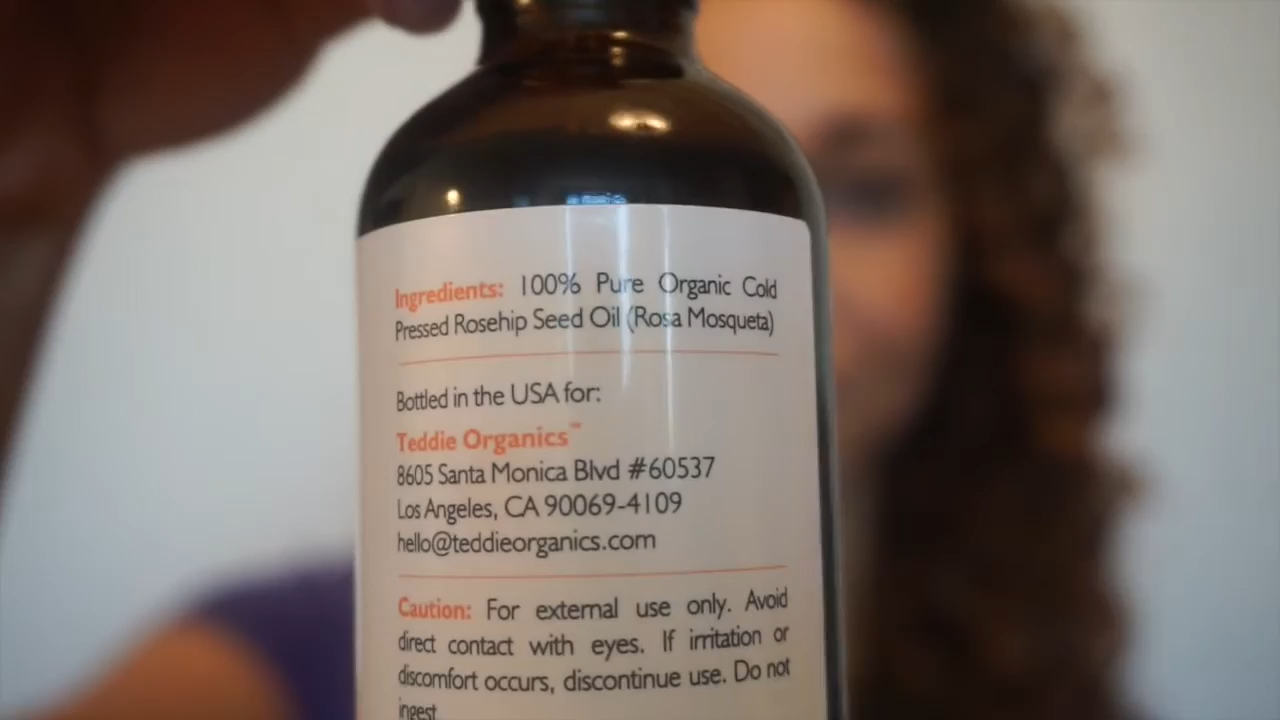 Ingredients: 100% Pure Organic Cold
Pressed Rosehip Seed Oil (Rosa Mosqueta)
Bottled in the USA for:
Teddie Organics™
8605 Santa Monica Blvd #60537
Los Angeles, CA 90069-4109
hello@teddieorganics.com
Caution: For external use only. Avoid
direct contact with eyes. If irritation or
discomfort occurs, discontinue use. Do not
ingest